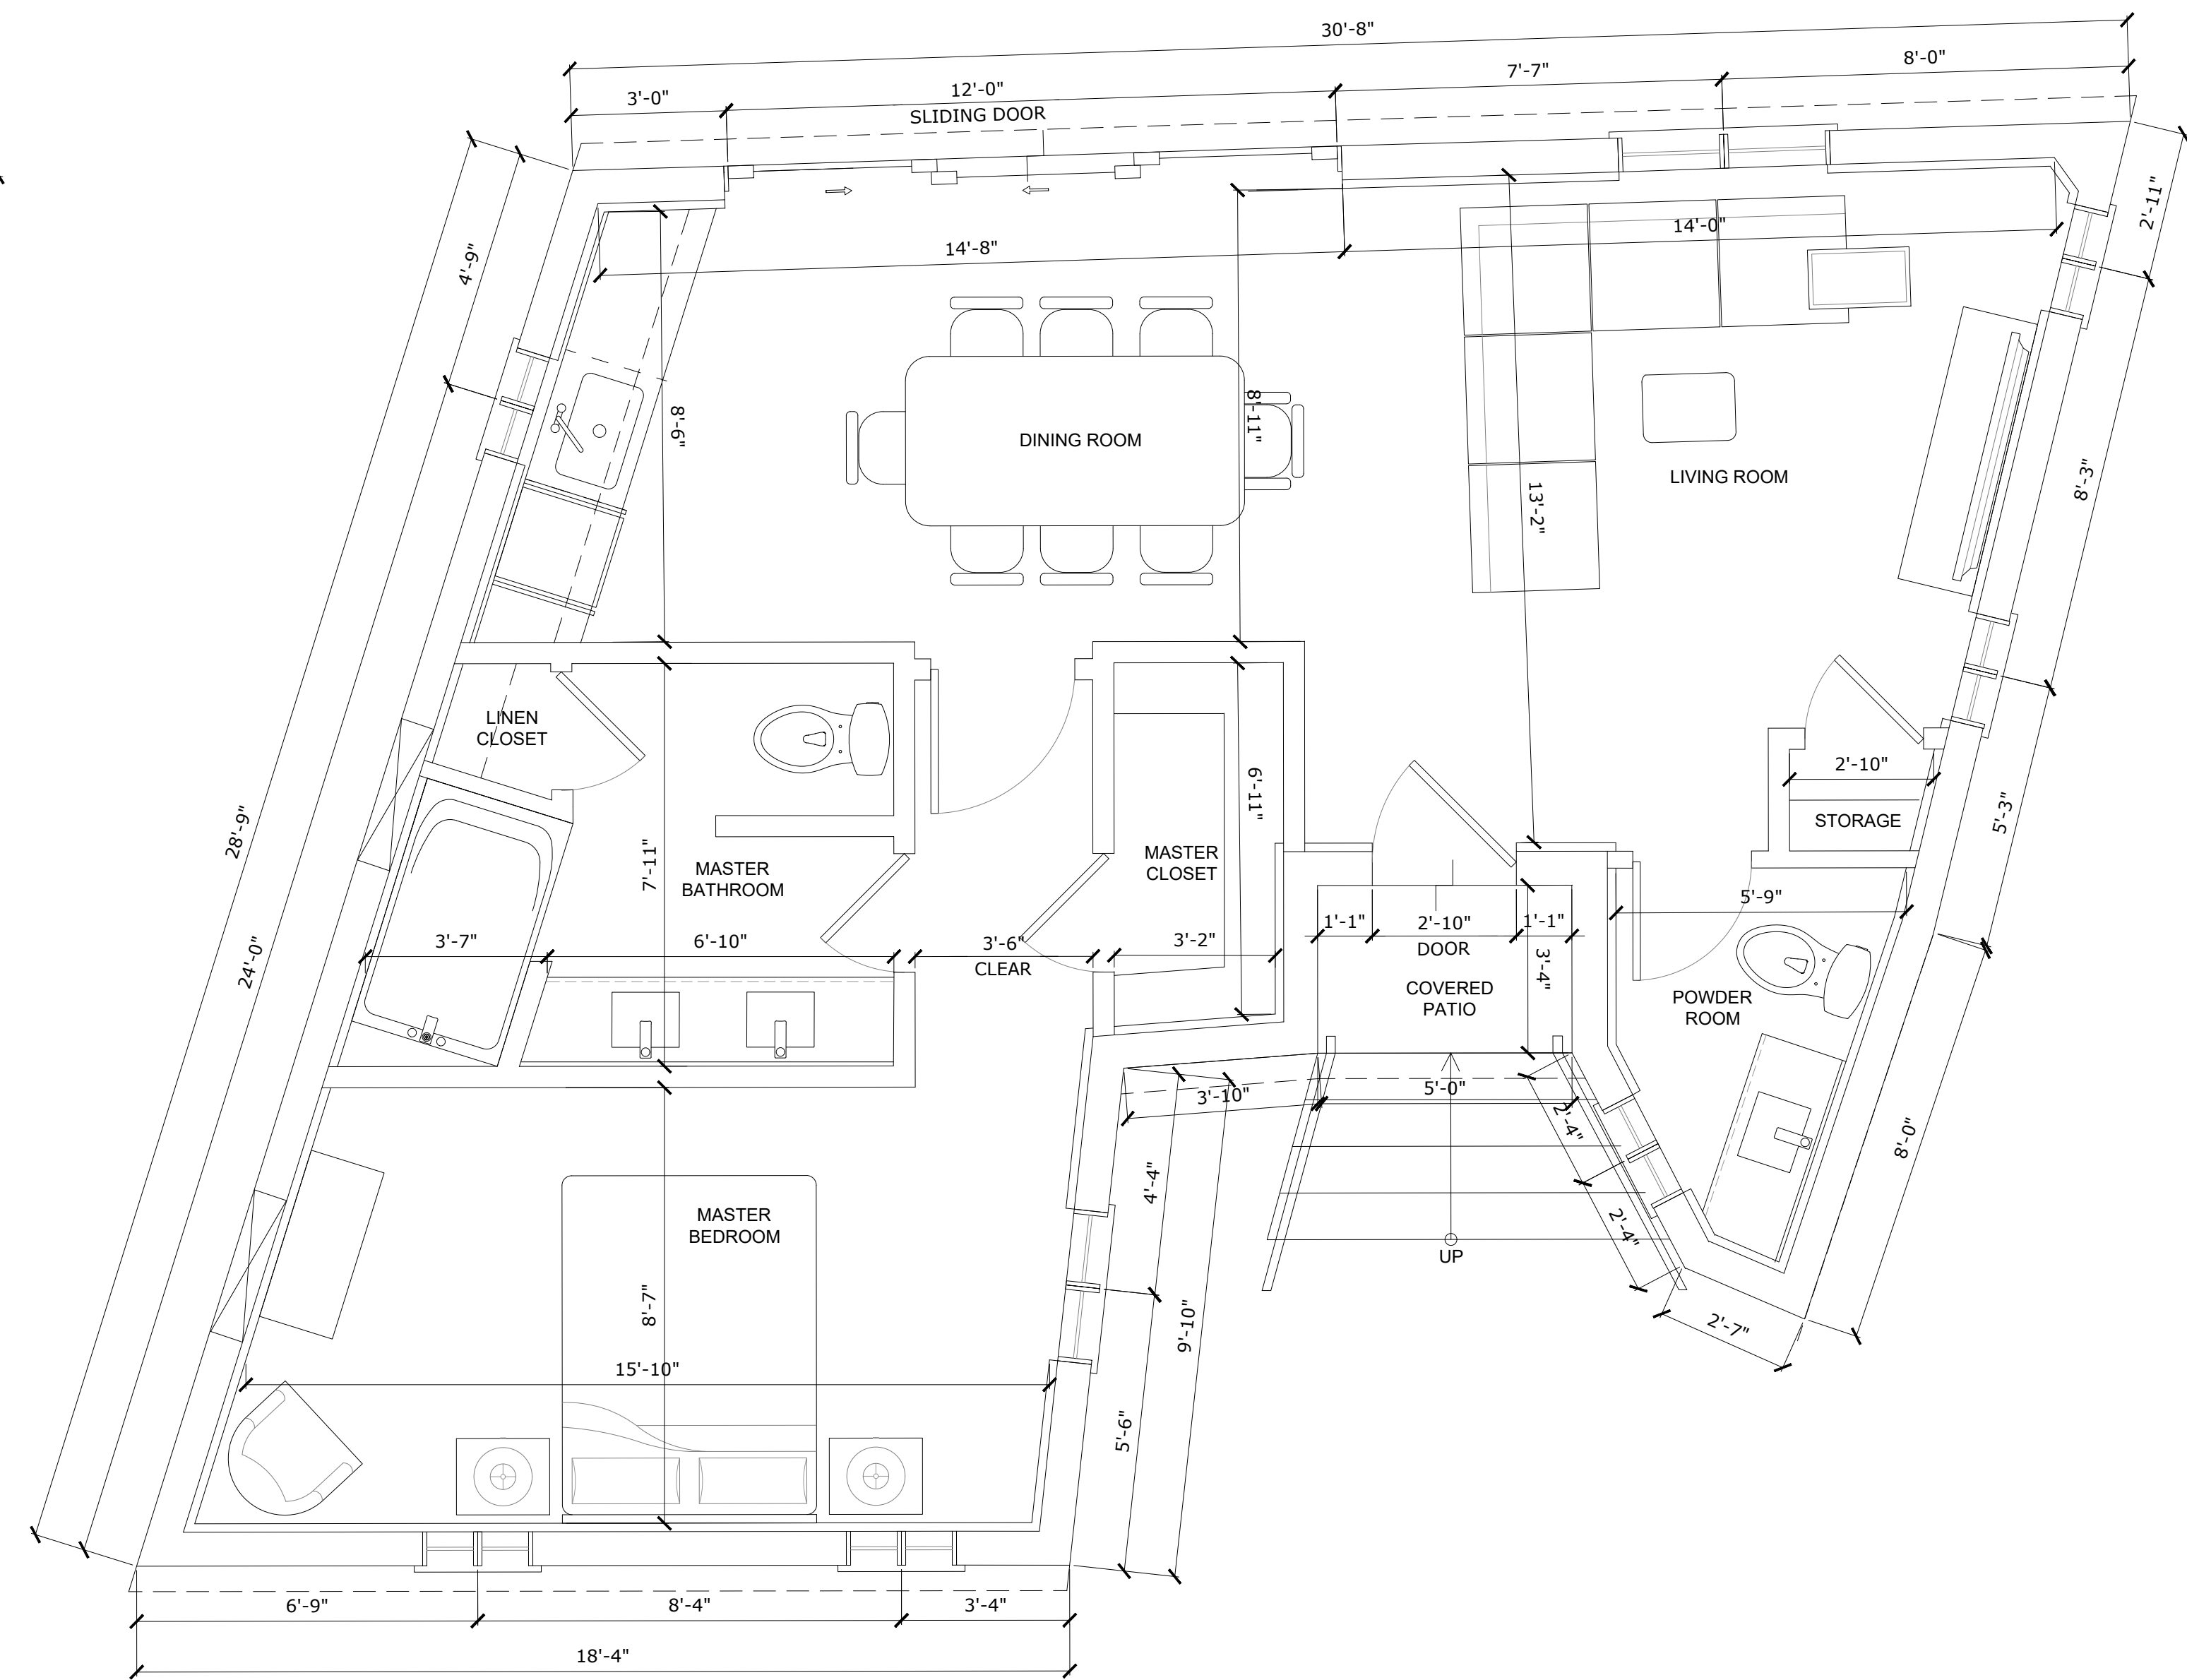 30'-8"
3'-0"
12'-0"
7'-7"
8'-0"
SLIDING DOOR
2'-11"
4'-9"
14'-8"
14'-0"
8'-6"
8'-11"
DINING ROOM
LIVING ROOM
13'-2"
8'-3"
LINEN
CLOSET
28'-9"
24'-0"
7'-11"
MASTER
BATHROOM
6'-11"
MASTER
CLOSET
2'-10"
STORAGE
5'-3"
3'-7"
6'-10"
3'-6"
CLEAR
3'-2"
1'-1"
2'-10"
1'-1"
DOOR
3'-4"
COVERED
PATIO
5'-9"
POWDER
ROOM
3'-10"
5'-0"
2'-4"
8'-0"
4'-4"
2'-4"
UP
MASTER
BEDROOM
8'-7"
9'-10"
2'-7"
15'-10"
5'-6"
6'-9"
8'-4"
3'-4"
18'-4"